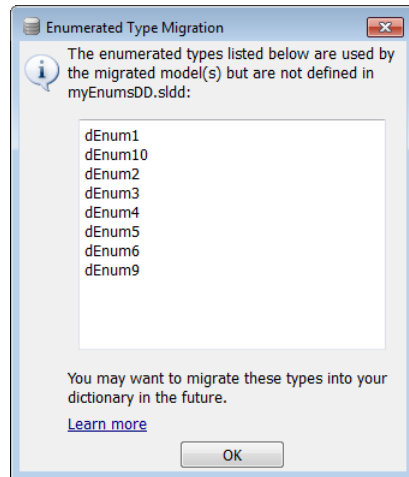 Enumerated Type Migration
The enumerated types listed below are used by
the migrated model(s) but are not defined in
myEnumsDD.sldd:
dEnum1
dEnum10
dEnum2
dEnum3
dEnum4
dEnum5
dEnum6
dEnum9
You may want to migrate these types into your
dictionary in the future.
Learn more
OK